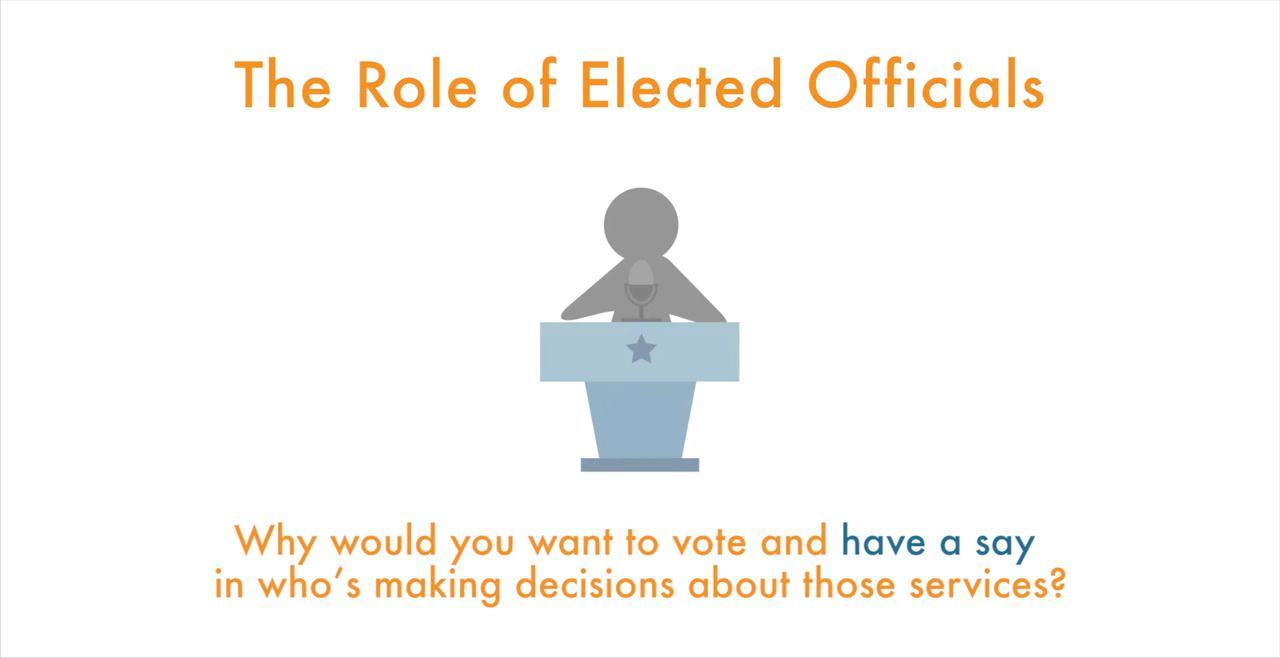 The Role of Elected Officials
Why would you want to vote and have a say
in who’s making decisions about those services?